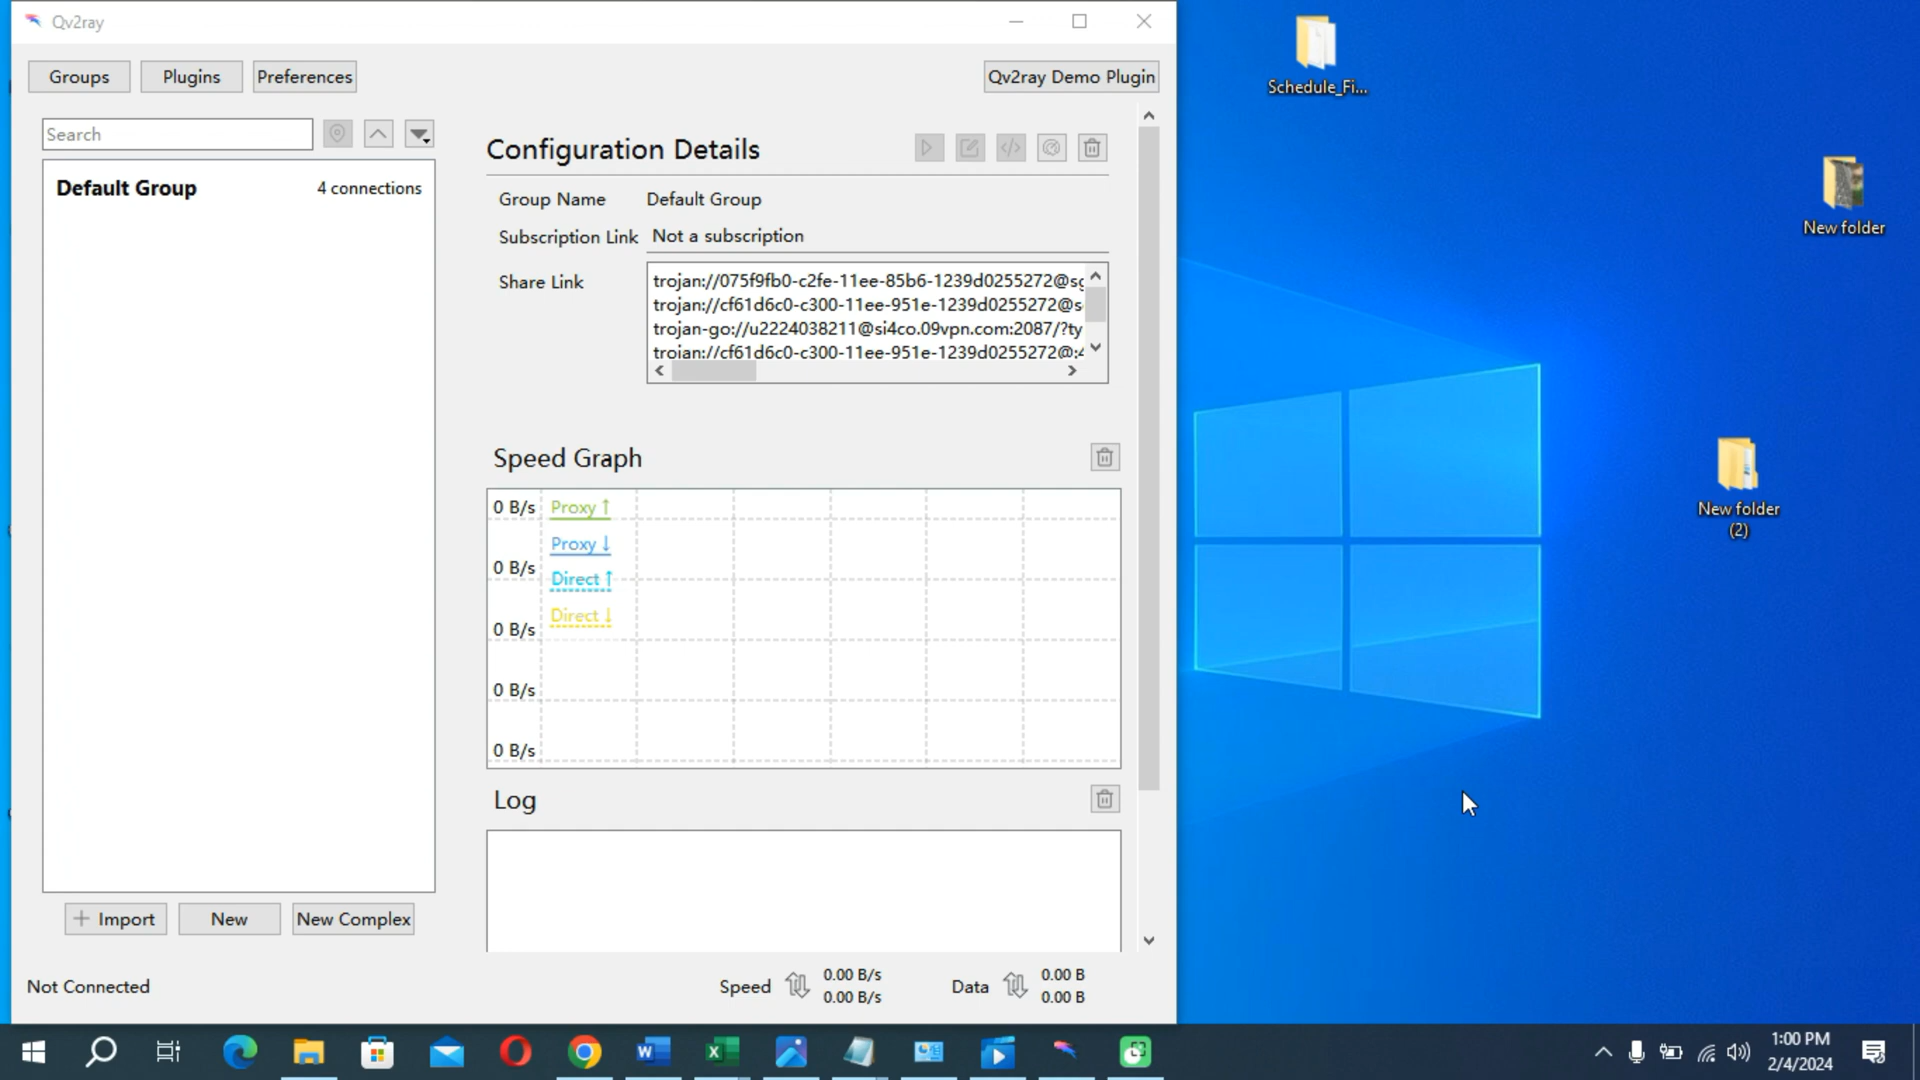 Qv2ray
Groups
Plugins
Preferences
Qv2ray Demo Plugin
Search
Default Group
4 connections
Configuration Details
Group Name
Default Group
Subscription Link
Not a subscription
Share Link
trojan://075f9fb0-c2fe-11ee-85b6-1239d0255272@sg
trojan://cf61d6c0-c300-11ee-951e-1239d0255272@s
trojan-go://u2224038211@si4co.09vpn.com:2087/?ty
trojan://cf61d6c0-c300-11ee-951e-1239d0255272@:4
Speed Graph
0 B/s
Proxy ↑
Proxy ↓
0 B/s
Direct ↑
Direct ↓
0 B/s
0 B/s
0 B/s
Log
+ Import
New
New Complex
Not Connected
Speed
0.00 B/s
0.00 B/s
Data
0.00 B
0.00 B
Schedule_Fi...
New folder
New folder
(2)
1:00 PM
2/4/2024